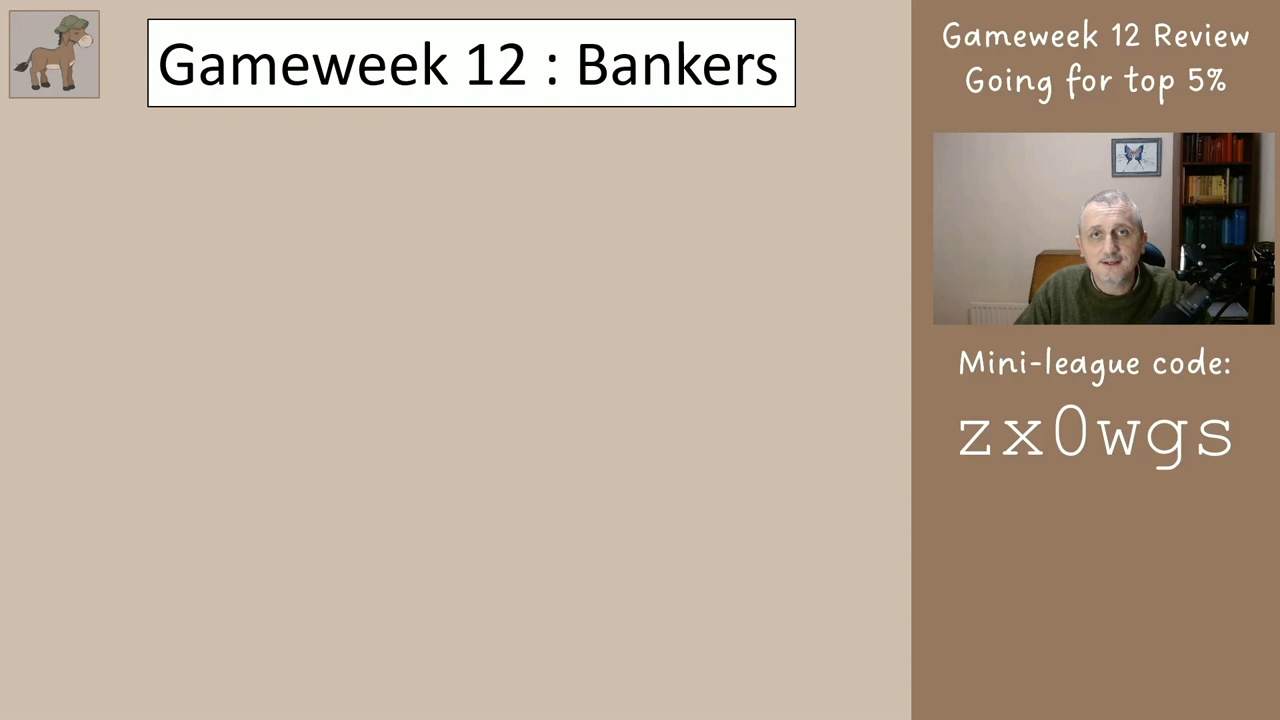 Gameweek 12 : Bankers
Gameweek 12 Review
Going for top 5%
Mini-league code:
zx0wgs